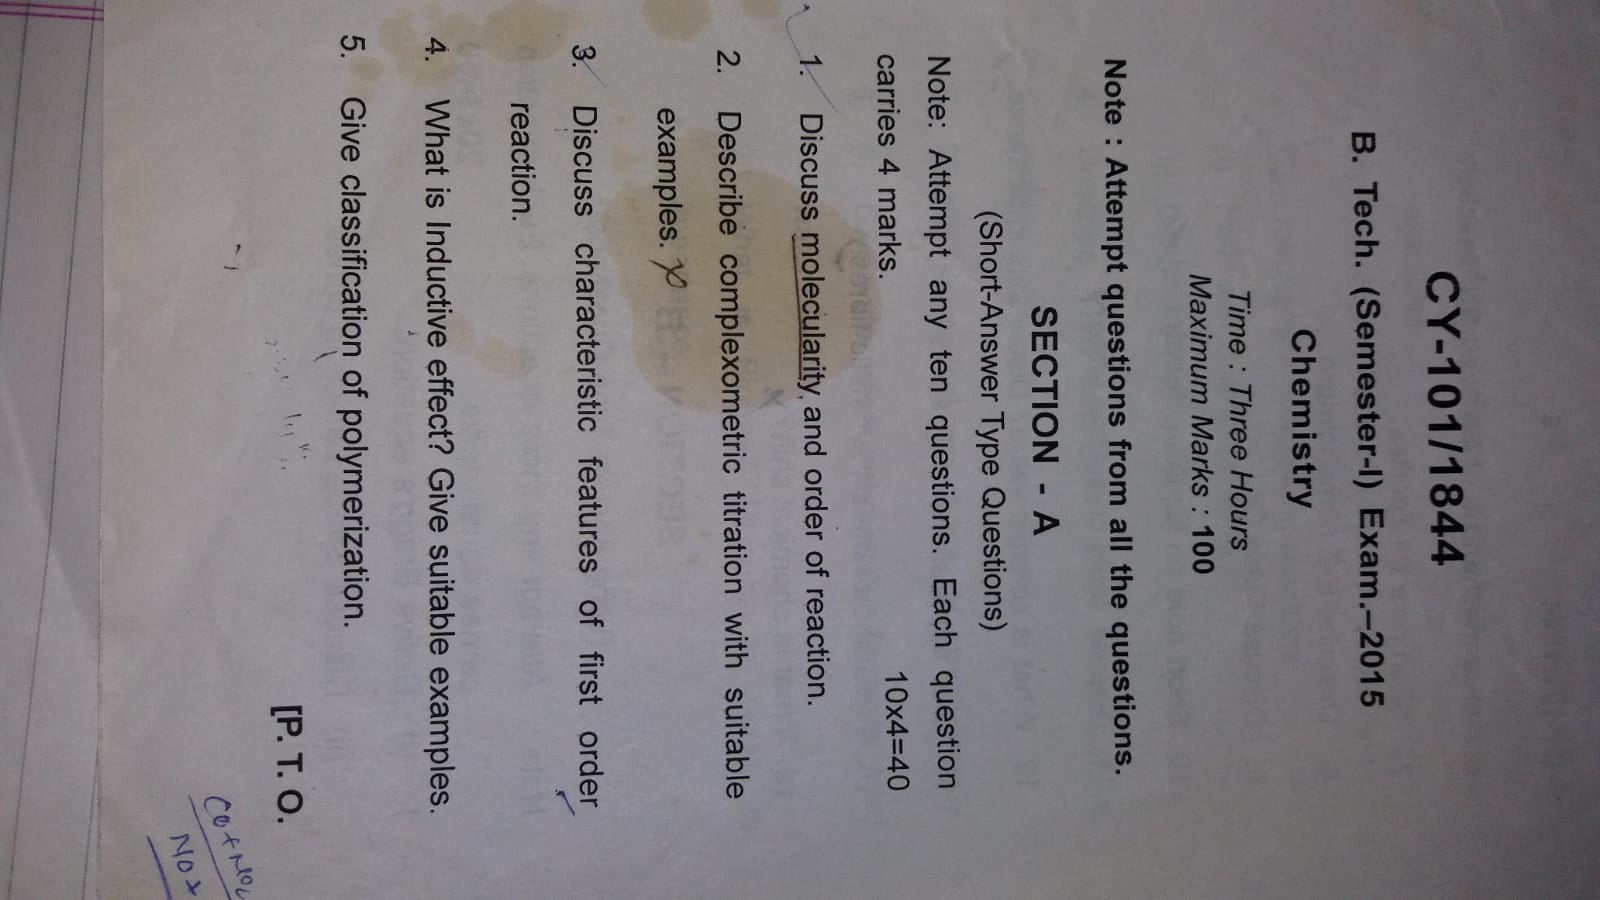 CY-101/1844
B. Tech. (Semester-I) Exam.–2015
Chemistry
Time : Three Hours
Maximum Marks : 100
Note : Attempt questions from all the questions.
SECTION - A
(Short-Answer Type Questions)
Note: Attempt any ten questions. Each question
carries 4 marks. 10x4=40
1. Discuss molecularity and order of reaction.
2. Describe complexometric titration with suitable
examples.
3. Discuss characteristic features of first order
reaction.
4. What is Inductive effect? Give suitable examples.
5. Give classification of polymerization.
[P. T. O.